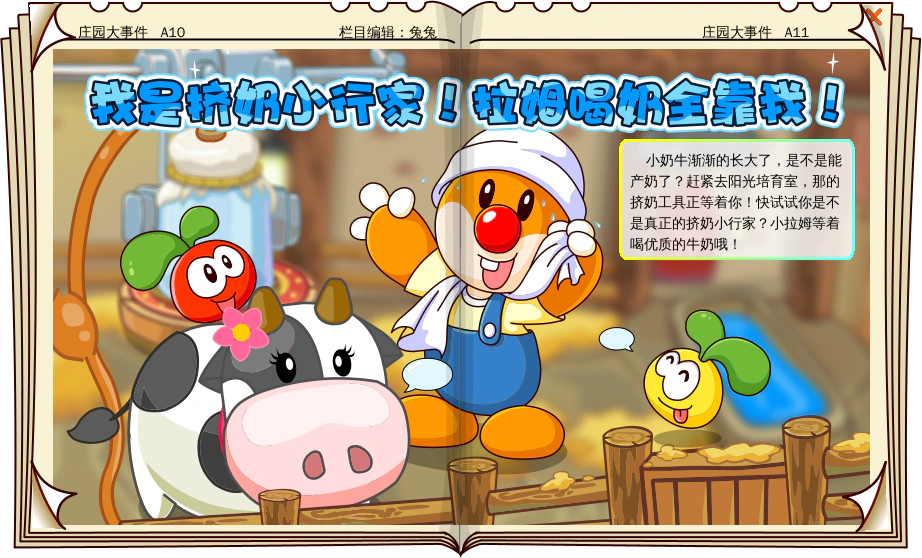 庄园大事件 A10
栏目编辑：兔兔
庄园大事件 A11
我是挤奶小行家！拉姆喝奶全靠我！
小奶牛渐渐的长大了，是不是能
产奶了？赶紧去阳光培育室，那的
挤奶工具正等着你！快试试你是不
是真正的挤奶小行家？小拉姆等着
喝优质的牛奶哦！